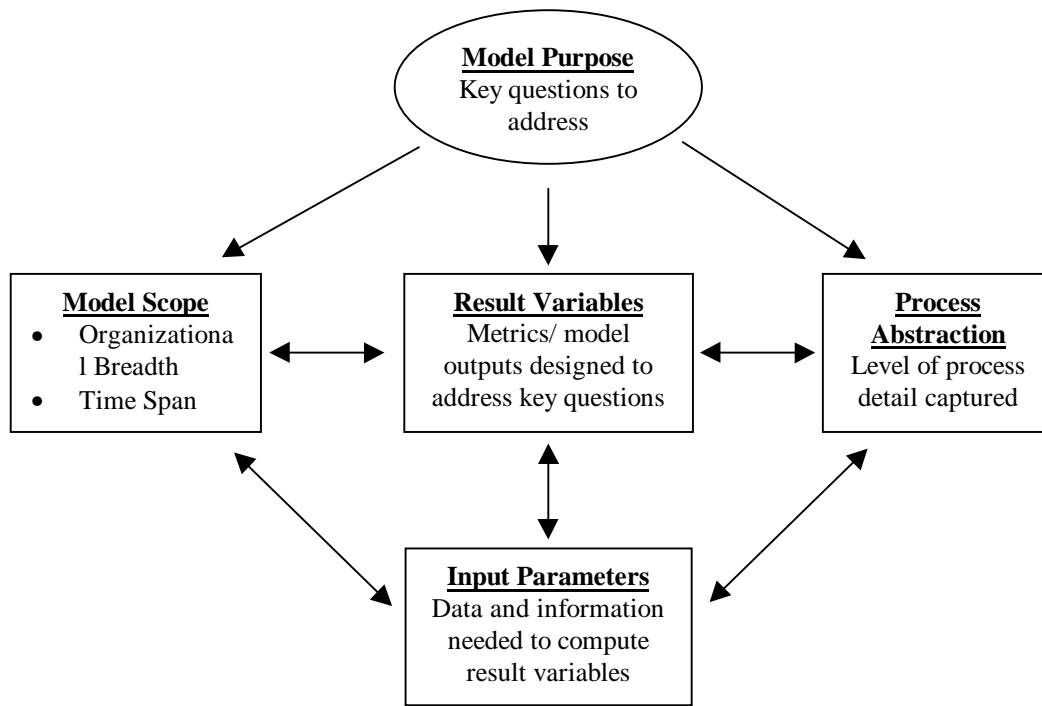 Model Purpose
Key questions to
address
Model Scope
• Organizationa
l Breadth
• Time Span
Result Variables
Metrics/ model
outputs designed to
address key questions
Process
Abstraction
Level of process
detail captured
Input Parameters
Data and information
needed to compute
result variables